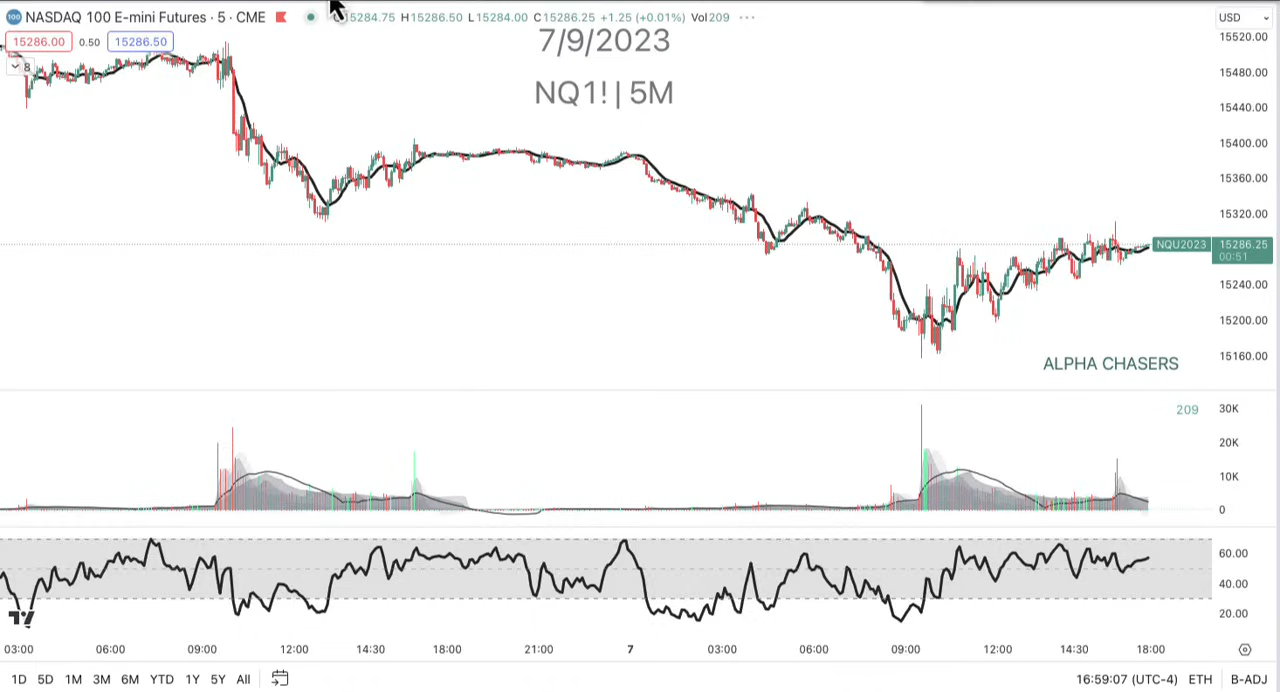 100 NASDAQ 100 E-mini Futures · 5 · CME 15284.75 H15286.50 L15284.00 C15286.25 +1.25 (+0.01%) Vol209 ···
USD
15286.00 0.50 15286.50
8
7/9/2023
NQ1! | 5M
15520.00
15480.00
15440.00
15400.00
15360.00
15320.00
NQU2023 15286.25
00:51
15240.00
15200.00
15160.00
ALPHA CHASERS
209
30K
20K
10K
0
60.00
40.00
20.00
03:00 06:00 09:00 12:00 14:30 18:00 21:00 7 03:00 06:00 09:00 12:00 14:30 18:00
1D 5D 1M 3M 6M YTD 1Y 5Y All 16:59:07 (UTC-4) ETH B-ADJ